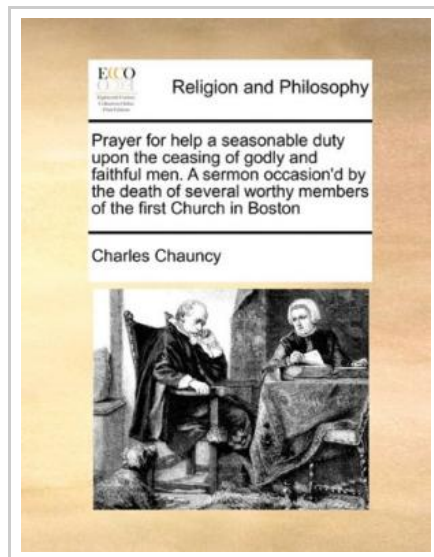 ECCO
Religion and Philosophy
Prayer for help a seasonable duty
upon the ceasing of godly and
faithful men. A sermon occasion'd by
the death of several worthy members
of the first Church in Boston
Charles Chauncy